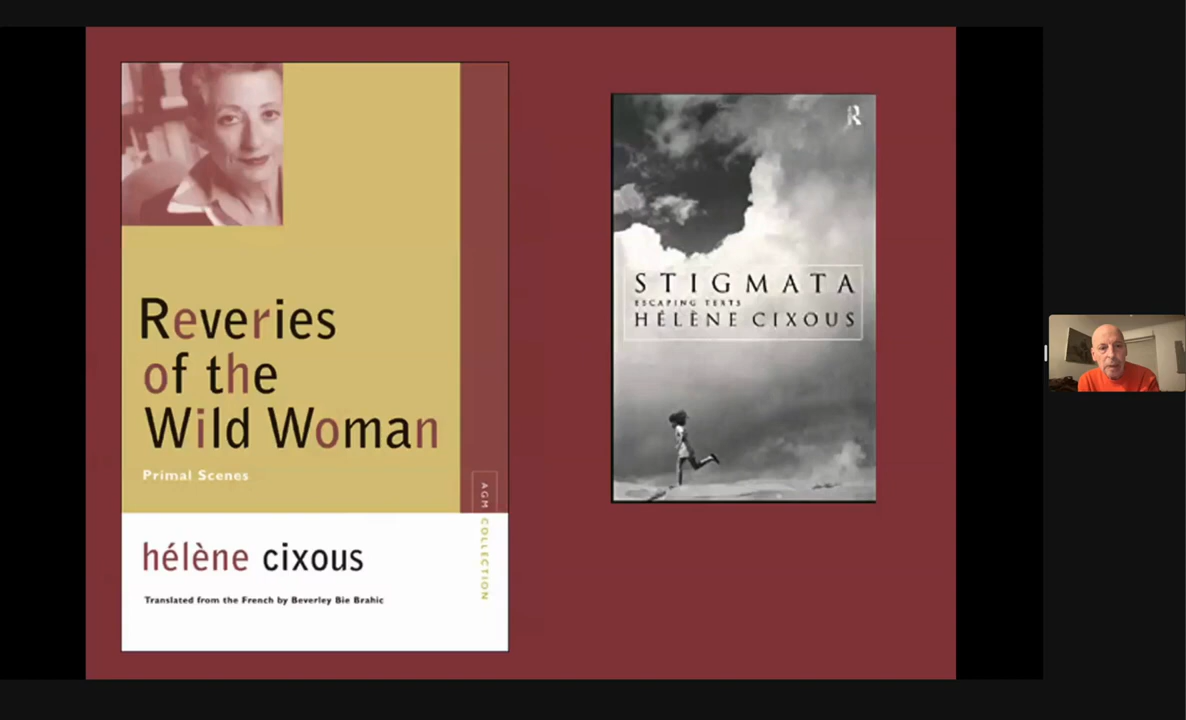 Reveries
of the
Wild Woman
Primal Scenes
AGM COLLECTION
hélène cixous
Translated from the French by Beverley Bie Brahic
R
STIGMATA
ESCAPING TEXTS
HÉLÈNE CIXOUS